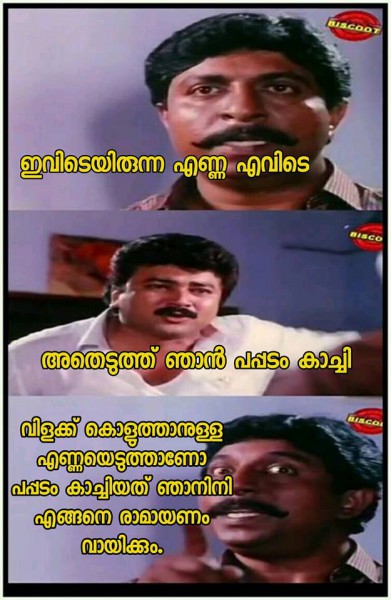 BISCOOT
ഇവിടെയിരുന്ന എണ്ണ എവിടെ
BISCO
അതെടുത്ത് ഞാൻ പപ്പടം കാച്ചി
BISCO
വിളക്ക് കൊളുത്താനുള്ള
എണ്ണയെടുത്താണോ
പപ്പടം കാച്ചിയത് ഞാനിനി
എങ്ങനെ രാമായണം
വായിക്കും.